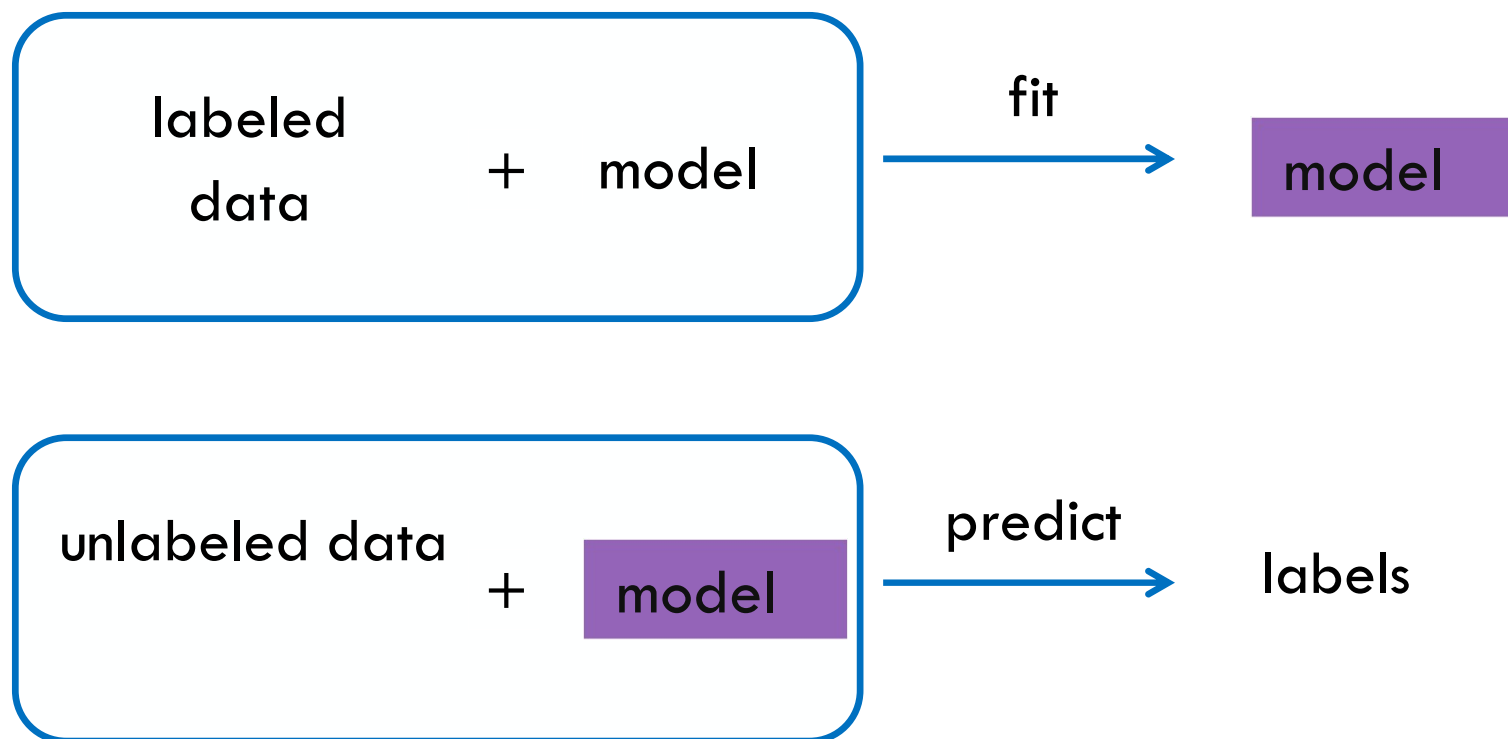 labeled
data
+
model
fit
model
unlabeled data
+
model
predict
labels